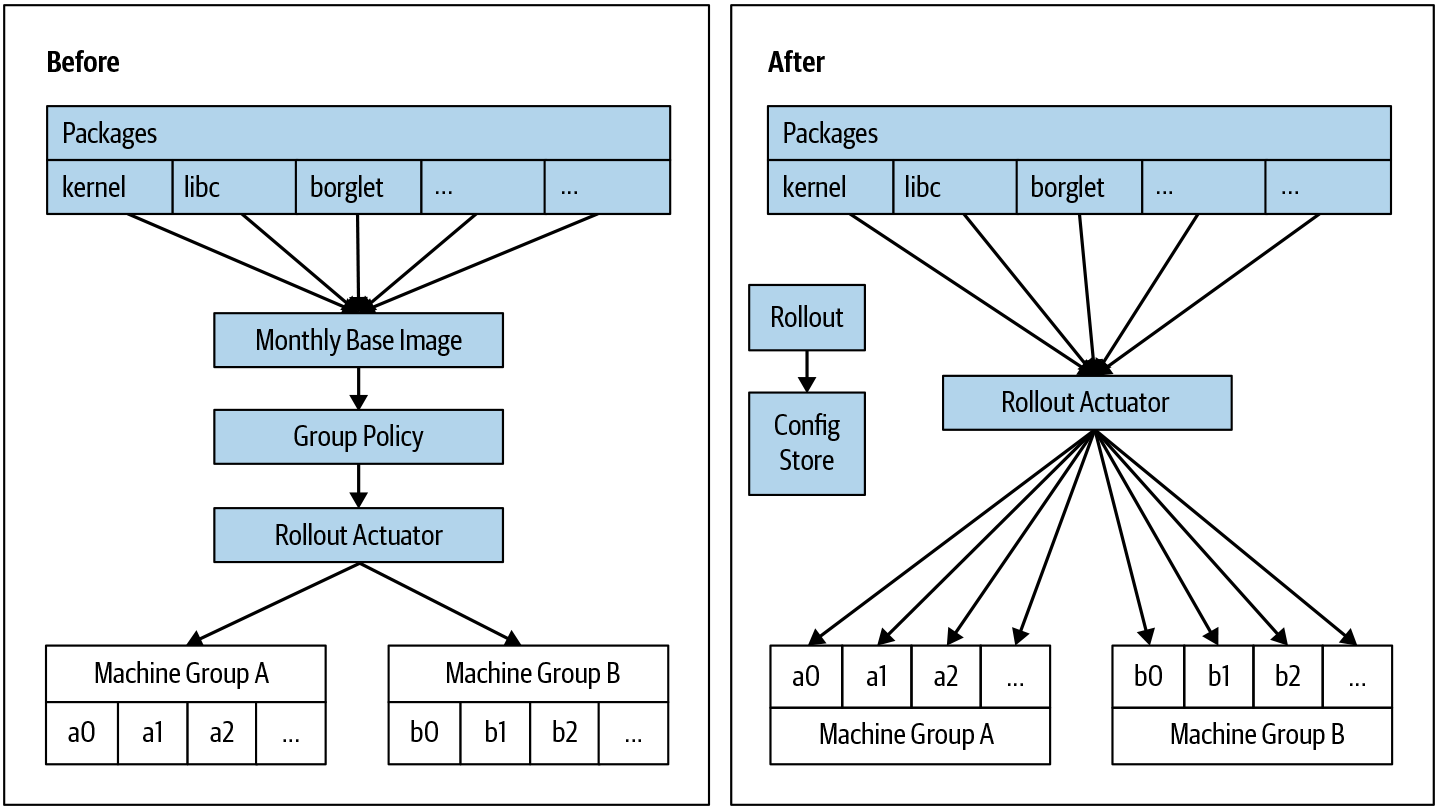 Before
Packages
kernel libc borglet ... ...
Monthly Base Image
Group Policy
Rollout Actuator
Machine Group A
a0 a1 a2 ...
Machine Group B
b0 b1 b2 ...
After
Packages
kernel libc borglet ... ...
Rollout
Config
Store
Rollout Actuator
a0 a1 a2 ...
Machine Group A
b0 b1 b2 ...
Machine Group B